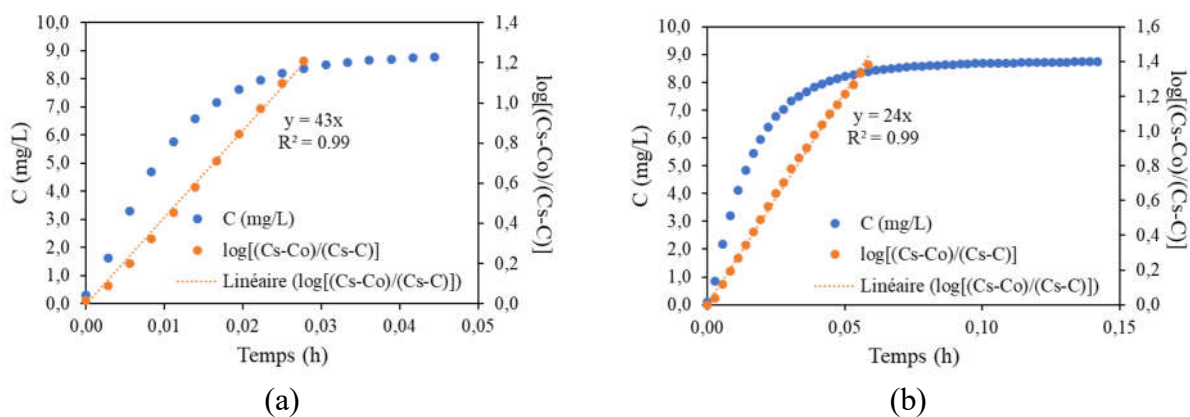 (a)
10,0
9,0
8,0
7,0
6,0
5,0
4,0
3,0
2,0
1,0
0,0
C (mg/L)
1,4
1,2
1,0
0,8
0,6
0,4
0,2
0,0
log[(Cs-Co)/(Cs-C)]
y = 43x
R² = 0.99
C (mg/L)
log[(Cs-Co)/(Cs-C)]
Linéaire (log[(Cs-Co)/(Cs-C)])
0,00 0,01 0,02 0,03 0,04 0,05
Temps (h)
(a)
(b)
10,0
9,0
8,0
7,0
6,0
5,0
4,0
3,0
2,0
1,0
0,0
C (mg/L)
1,6
1,4
1,2
1,0
0,8
0,6
0,4
0,2
0,0
log[(Cs-Co)/(Cs-C)]
y = 24x
R² = 0.99
C (mg/L)
log[(Cs-Co)/(Cs-C)]
Linéaire (log[(Cs-Co)/(Cs-C)])
0,00 0,05 0,10 0,15
Temps (h)
(b)